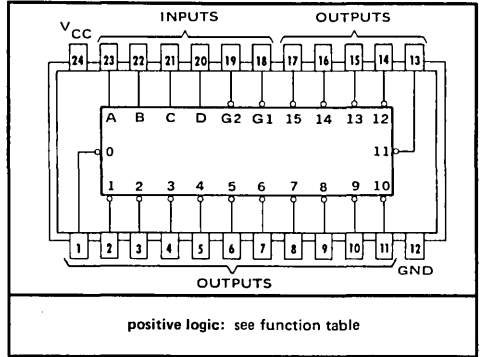 INPUTS OUTPUTS
VCC
24 23 22 21 20 19 18 17 16 15 14 13
A B C D G2 G1 15 14 13 12
0 11
1 2 3 4 5 6 7 8 9 10
1 2 3 4 5 6 7 8 9 10 11 12
OUTPUTS GND
positive logic: see function table